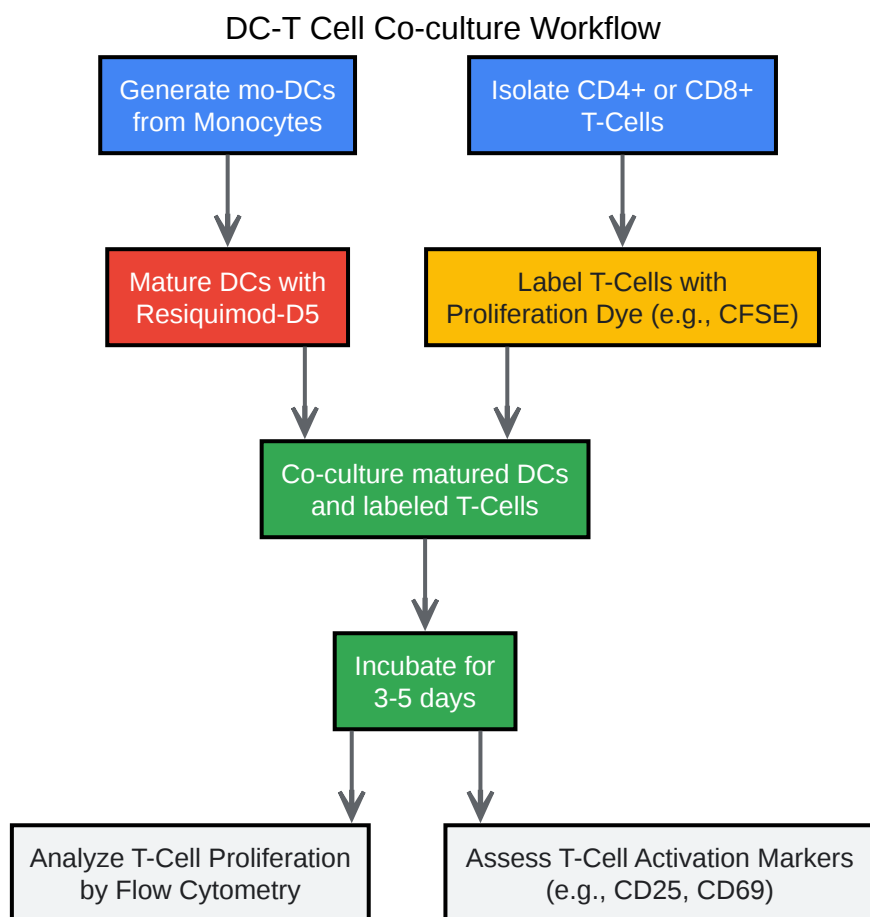 DC-T Cell Co-culture Workflow
Generate mo-DCs
from Monocytes
Isolate CD4+ or CD8+
T-Cells
Mature DCs with
Resiquimod-D5
Label T-Cells with
Proliferation Dye (e.g., CFSE)
Co-culture matured DCs
and labeled T-Cells
Incubate for
3-5 days
Analyze T-Cell Proliferation
by Flow Cytometry
Assess T-Cell Activation Markers
(e.g., CD25, CD69)